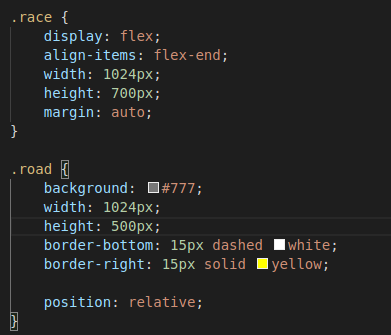 .race {
    display: flex;
    align-items: flex-end;
    width: 1024px;
    height: 700px;
    margin: auto;
}

.road {
    background: #777;
    width: 1024px;
    height: 500px;
    border-bottom: 15px dashed white;
    border-right: 15px solid yellow;

    position: relative;
}